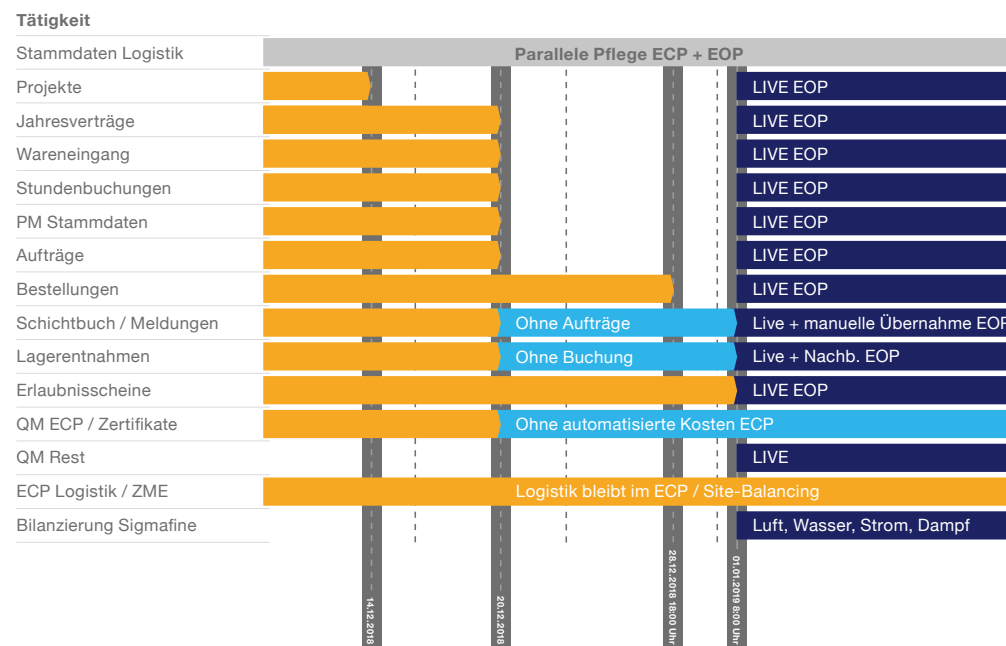 Tätigkeit
Stammdaten Logistik Parallele Pflege ECP + EOP
Projekte LIVE EOP
Jahresverträge LIVE EOP
Wareneingang LIVE EOP
Stundenbuchungen LIVE EOP
PM Stammdaten LIVE EOP
Aufträge LIVE EOP
Bestellungen LIVE EOP
Schichtbuch / Meldungen Ohne Aufträge Live + manuelle Übernahme EOP
Lagerentnahmen Ohne Buchung Live + Nachb. EOP
Erlaubnisscheine LIVE EOP
QM ECP / Zertifikate Ohne automatisierte Kosten ECP
QM Rest LIVE
ECP Logistik / ZME Logistik bleibt im ECP / Site-Balancing
Bilanzierung Sigmafine Luft, Wasser, Strom, Dampf
14.12.2018
20.12.2018
28.12.2018 18:00 Uhr
01.01.2019 8:00 Uhr